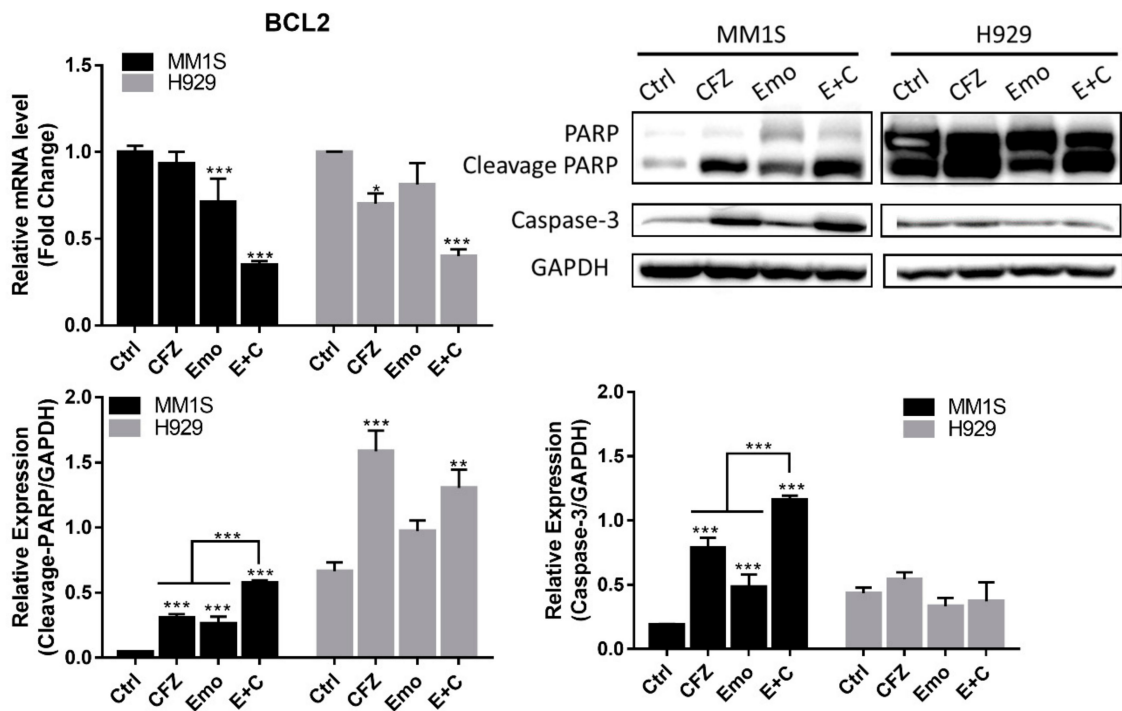 BCL2
MM1S
H929
1.5
1.0
0.5
0.0
Relative mRNA level
(Fold Change)
***
***
*
***
Ctrl
CFZ
Emo
E+C
Ctrl
CFZ
Emo
E+C
MM1S
H929
Ctrl
CFZ
Emo
E+C
Ctrl
CFZ
Emo
E+C
PARP
Cleavage PARP
Caspase-3
GAPDH
MM1S
H929
2.0
1.5
1.0
0.5
0.0
Relative Expression
(Cleavage-PARP/GAPDH)
***
***
***
***
***
**
Ctrl
CFZ
Emo
E+C
Ctrl
CFZ
Emo
E+C
MM1S
H929
2.0
1.5
1.0
0.5
0.0
Relative Expression
(Caspase-3/GAPDH)
***
***
***
***
Ctrl
CFZ
Emo
E+C
Ctrl
CFZ
Emo
E+C